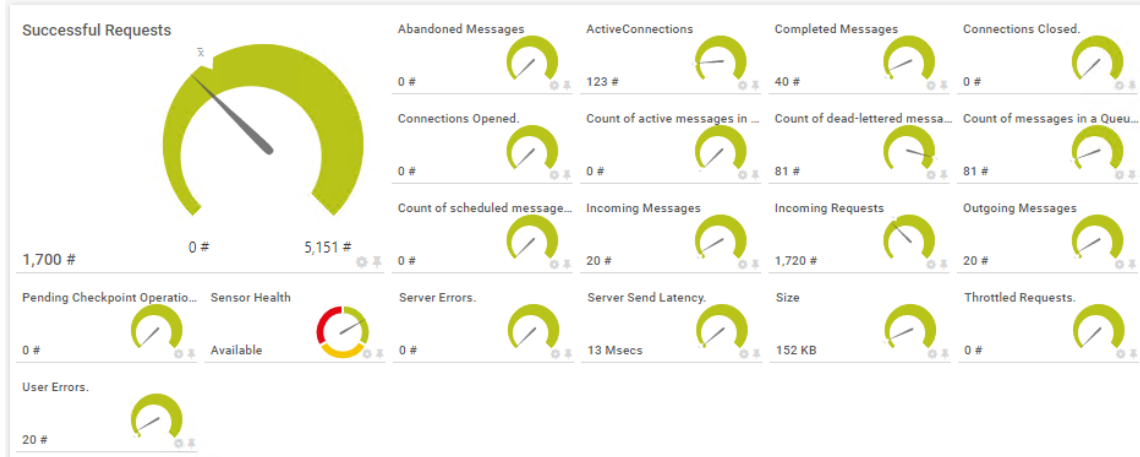 Successful Requests
x̄
0 #
5,151 #
1,700 #
Abandoned Messages
0 #
ActiveConnections
123 #
Completed Messages
40 #
Connections Closed.
0 #
Connections Opened.
0 #
Count of active messages in ...
0 #
Count of dead-lettered messa...
81 #
Count of messages in a Queu...
81 #
Count of scheduled message...
0 #
Incoming Messages
20 #
Incoming Requests
1,720 #
Outgoing Messages
20 #
Pending Checkpoint Operatio...
0 #
Sensor Health
Available
Server Errors.
0 #
Server Send Latency.
13 Msecs
Size
152 KB
Throttled Requests.
0 #
User Errors.
20 #